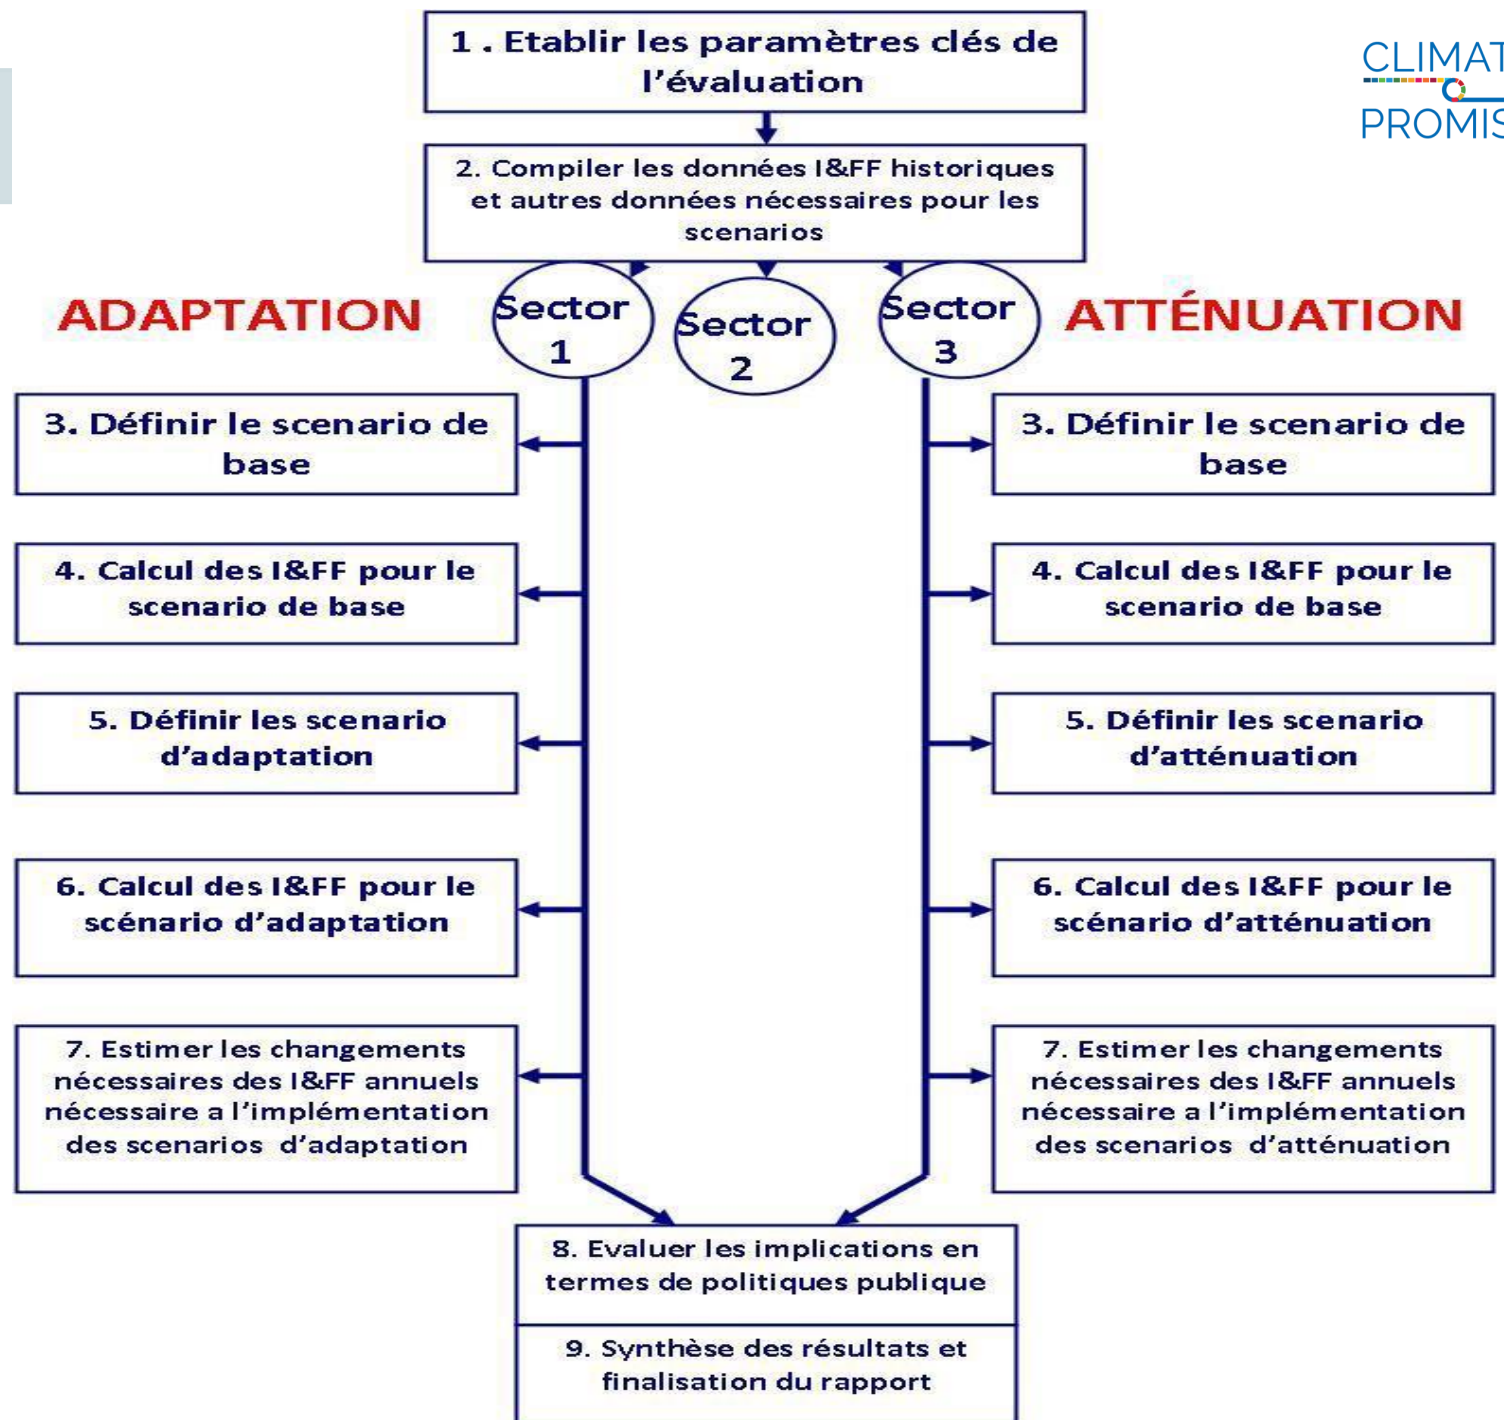 1 . Etablir les paramètres clés de
l’évaluation
CLIMAT
PROMIS
2. Compiler les données I&FF historiques
et autres données nécessaires pour les
scenarios
ADAPTATION
Sector
1
Sector
2
Sector
3
ATTÉNUATION
3. Définir le scenario de
base
3. Définir le scenario de
base
4. Calcul des I&FF pour le
scenario de base
4. Calcul des I&FF pour le
scenario de base
5. Définir les scenario
d’adaptation
5. Définir les scenario
d’atténuation
6. Calcul des I&FF pour le
scénario d’adaptation
6. Calcul des I&FF pour le
scénario d’atténuation
7. Estimer les changements
nécessaires des I&FF annuels
nécessaire a l’implémentation
des scenarios d’adaptation
7. Estimer les changements
nécessaires des I&FF annuels
nécessaire a l’implémentation
des scenarios d’atténuation
8. Evaluer les implications en
termes de politiques publique
9. Synthèse des résultats et
finalisation du rapport